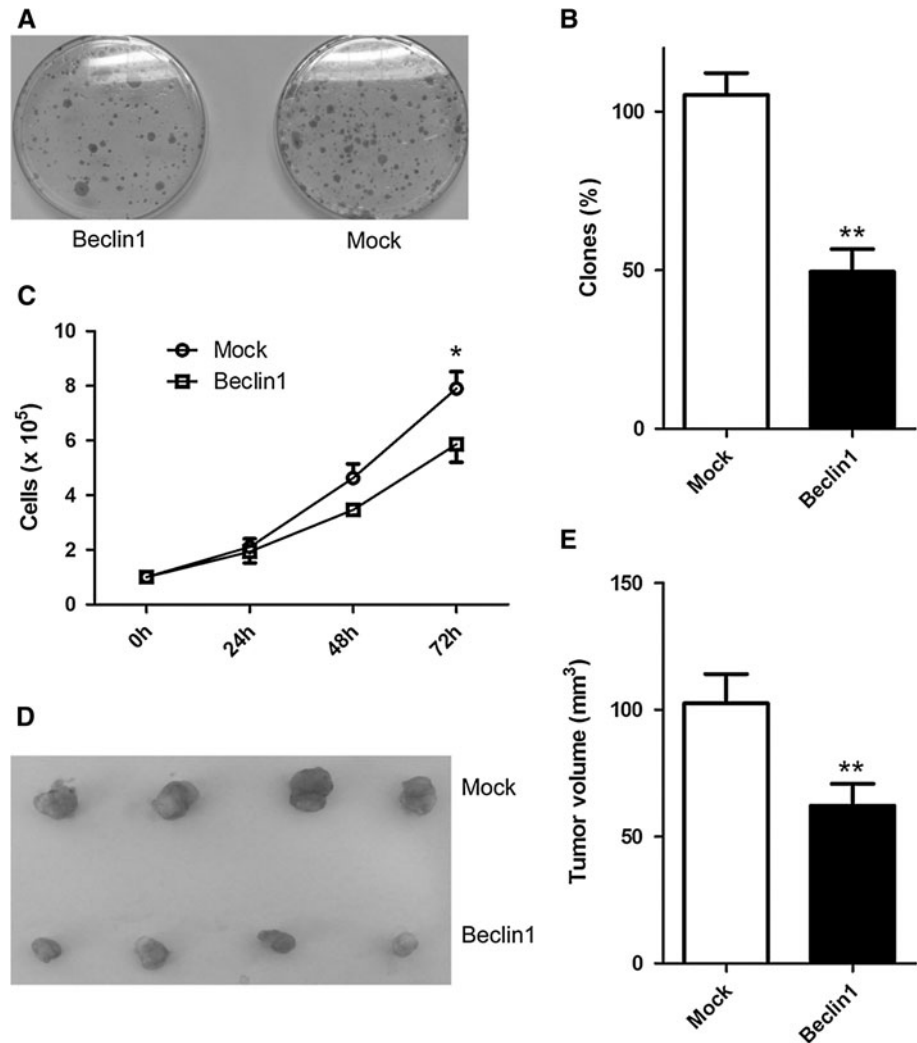 A
Beclin1
Mock
B
Clones (%)
100
50
0
**
Mock
Beclin1
C
Cells (x 10⁵)
10
8
6
4
2
0
Mock
Beclin1
*
0h
24h
48h
72h
D
Mock
Beclin1
E
Tumor volume (mm³)
150
100
50
0
**
Mock
Beclin1